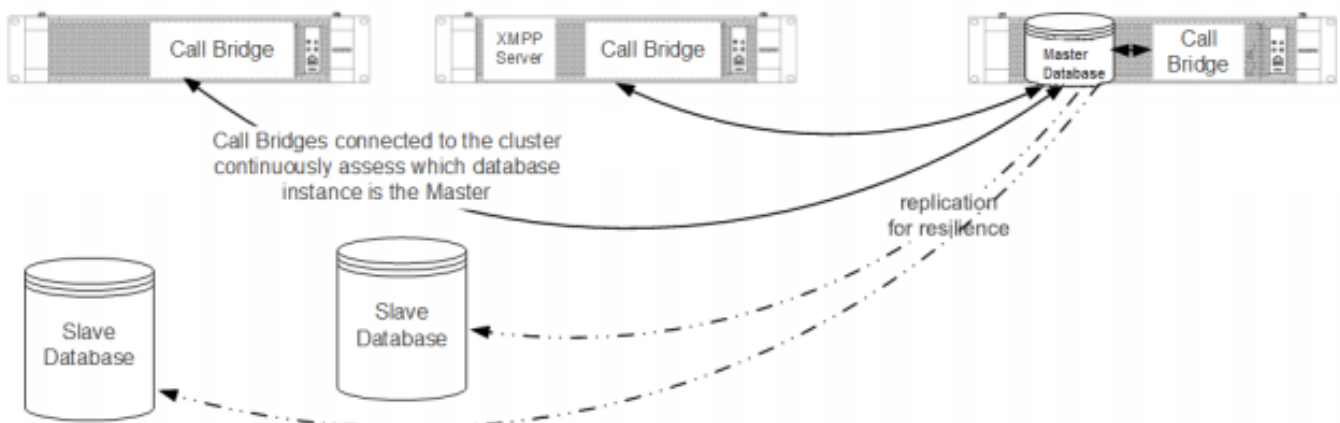 Call Bridge
XMPP
Server
Call Bridge
Master
Database
Call
Bridge
Call Bridges connected to the cluster
continuously assess which database
instance is the Master
replication
for resilience
Slave
Database
Slave
Database